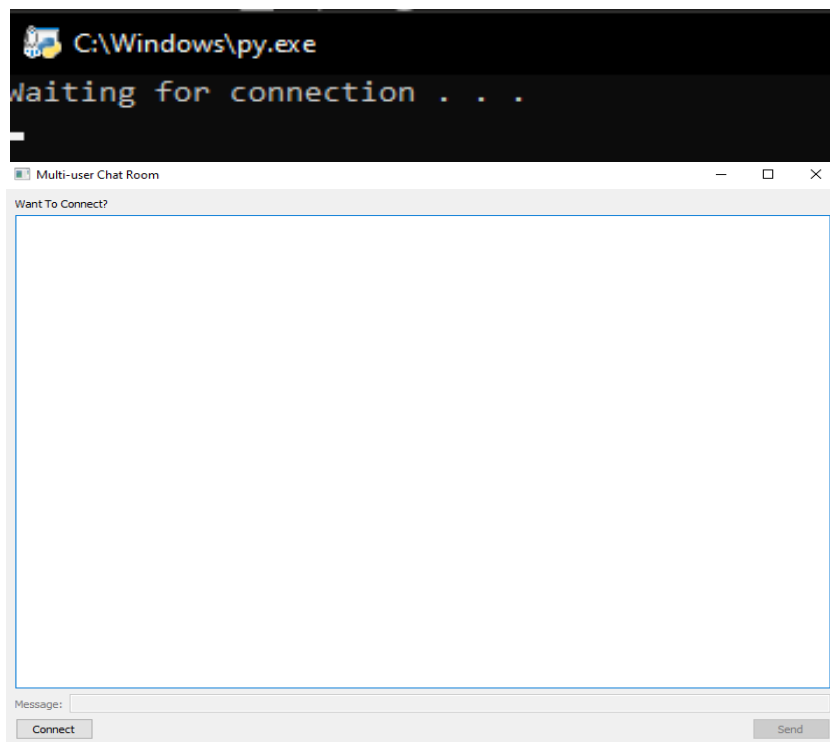 C:\Windows\py.exe
Waiting for connection . . .
Multi-user Chat Room
Want To Connect?
Message:
Connect
Send